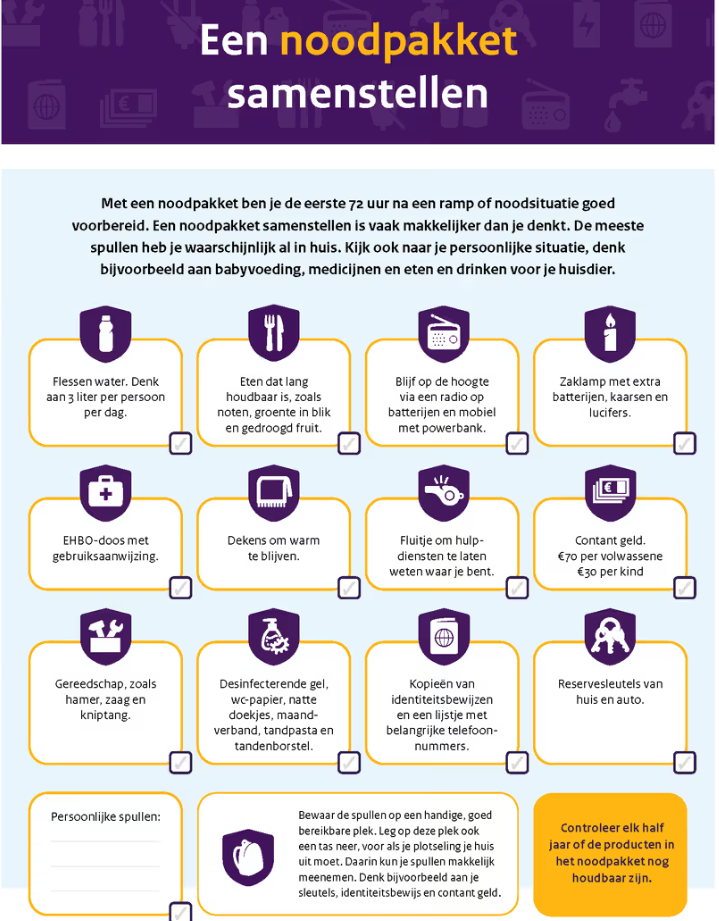 Een noodpakket
samenstellen
Met een noodpakket ben je de eerste 72 uur na een ramp of noodsituatie goed
voorbereid. Een noodpakket samenstellen is vaak makkelijker dan je denkt. De meeste
spullen heb je waarschijnlijk al in huis. Kijk ook naar je persoonlijke situatie, denk
bijvoorbeeld aan babyvoeding, medicijnen en eten en drinken voor je huisdier.
Flessen water. Denk
aan 3 liter per persoon
per dag.
Eten dat lang
houdbaar is, zoals
noten, groente in blik
en gedroogd fruit.
Blijf op de hoogte
via een radio op
batterijen en mobiel
met powerbank.
Zaklamp met extra
batterijen, kaarsen en
lucifers.
EHBO-doos met
gebruiksaanwijzing.
Dekens om warm
te blijven.
Fluitje om hulp-
diensten te laten
weten waar je bent.
Contant geld.
€70 per volwassene
€30 per kind
Gereedschap, zoals
hamer, zaag en
kniptang.
Desinfecterende gel,
wc-papier, natte
doekjes, maand-
verband, tandpasta en
tandenborstel.
Kopieën van
identiteitsbewijzen
en een lijstje met
belangrijke telefoon-
nummers.
Reservesleutels van
huis en auto.
Persoonlijke spullen:
Bewaar de spullen op een handige, goed
bereikbare plek. Leg op deze plek ook
een tas neer, voor als je plotseling je huis
uit moet. Daarin kun je spullen makkelijk
meenemen. Denk bijvoorbeeld aan je
sleutels, identiteitsbewijs en contant geld.
Controleer elk half
jaar of de producten in
het noodpakket nog
houdbaar zijn.